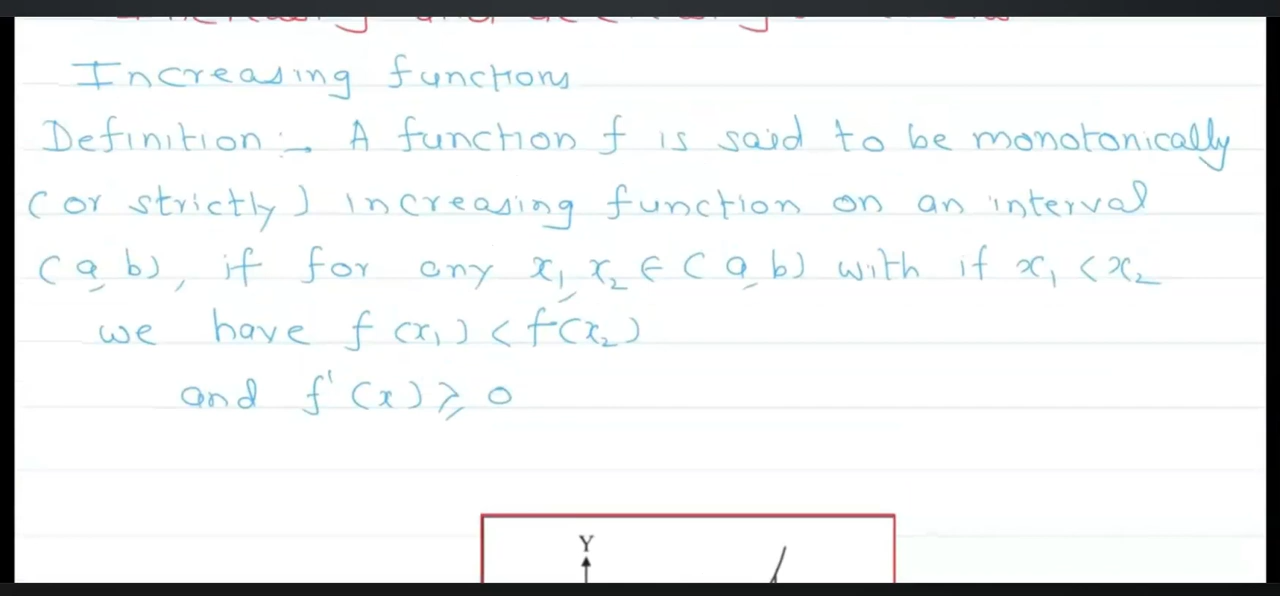 Increasing functions
Definition:- A function f is said to be monotonically
(or strictly) increasing function on an interval
(a, b), if for any x₁, x₂ ∈ (a, b) with if x₁ < x₂
we have f(x₁) < f(x₂)
and f'(x) ⩾ 0
Y